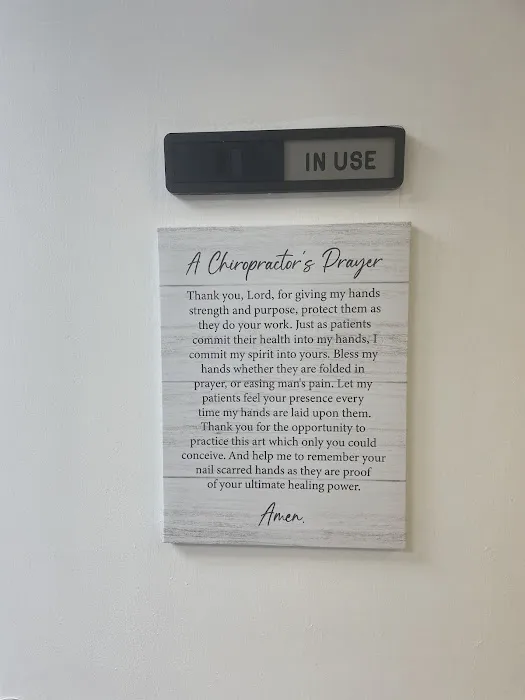 IN USE
A Chiropractor's Prayer
Thank you, Lord, for giving my hands
strength and purpose, protect them as
they do your work. Just as patients
commit their health into my hands, I
commit my spirit into yours. Bless my
hands whether they are folded in
prayer, or easing man's pain. Let my
patients feel your presence every
time my hands are laid upon them.
Thank you for the opportunity to
practice this art which only you could
conceive. And help me to remember your
nail scarred hands as they are proof
of your ultimate healing power.
Amen.